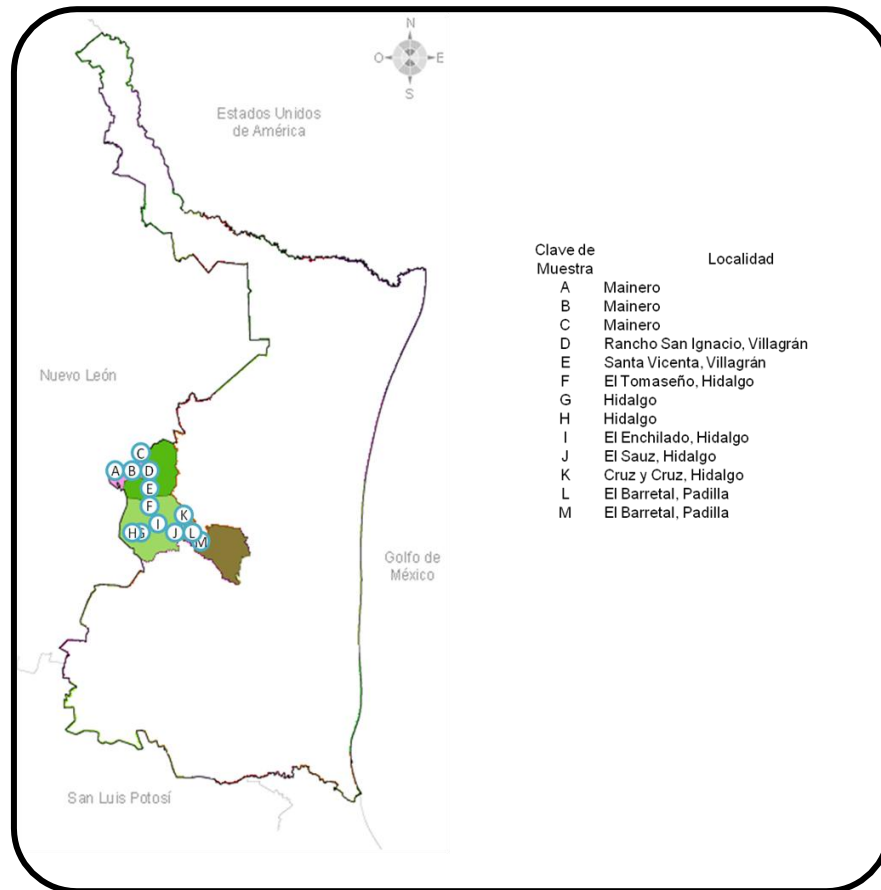 N
O
E
S
Estados Unidos
de América
Nuevo León
Golfo de
México
San Luis Potosí
C
A
B
D
E
F
K
I
H
G
J
L
M
Clave de
Muestra
Localidad
A Mainero
B Mainero
C Mainero
D Rancho San Ignacio, Villagrán
E Santa Vicenta, Villagrán
F El Tomaseño, Hidalgo
G Hidalgo
H Hidalgo
I El Enchilado, Hidalgo
J El Sauz, Hidalgo
K Cruz y Cruz, Hidalgo
L El Barretal, Padilla
M El Barretal, Padilla